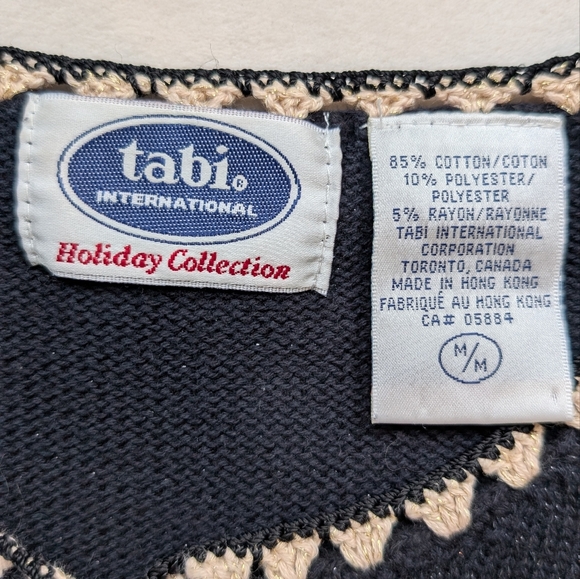 tabi®
INTERNATIONAL
Holiday Collection
85% COTTON/COTON
10% POLYESTER/
POLYESTER
5% RAYON/RAYONNE
TABI INTERNATIONAL
CORPORATION
TORONTO, CANADA
MADE IN HONG KONG
FABRIQUÉ AU HONG KONG
CA# 05884
M/M